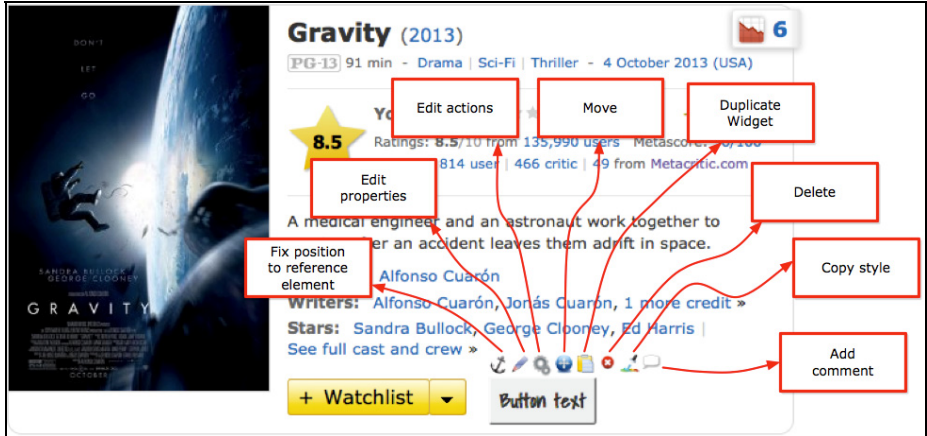 DON'T
LET
GO
SANDRA BULLOCK
GEORGE CLOONEY
GRAVITY
OCTOBER
Gravity (2013)
6
PG-13 91 min - Drama | Sci-Fi | Thriller - 4 October 2013 (USA)
Edit actions
Move
Duplicate
Widget
8.5
Yo
Ratings: 8.5/10 from 135,990 users Metascore:
814 user | 466 critic | 49 from Metacritic.com
Edit
properties
Delete
A medical engineer and an astronaut work together to
an accident leaves them adrift in space.
Fix position
to reference
element
Copy style
Alfonso Cuarón
Writers: Alfonso Cuarón, Jonás Cuarón, 1 more credit »
Stars: Sandra Bullock, George Clooney, Ed Harris |
See full cast and crew »
Add
comment
+ Watchlist
Button text